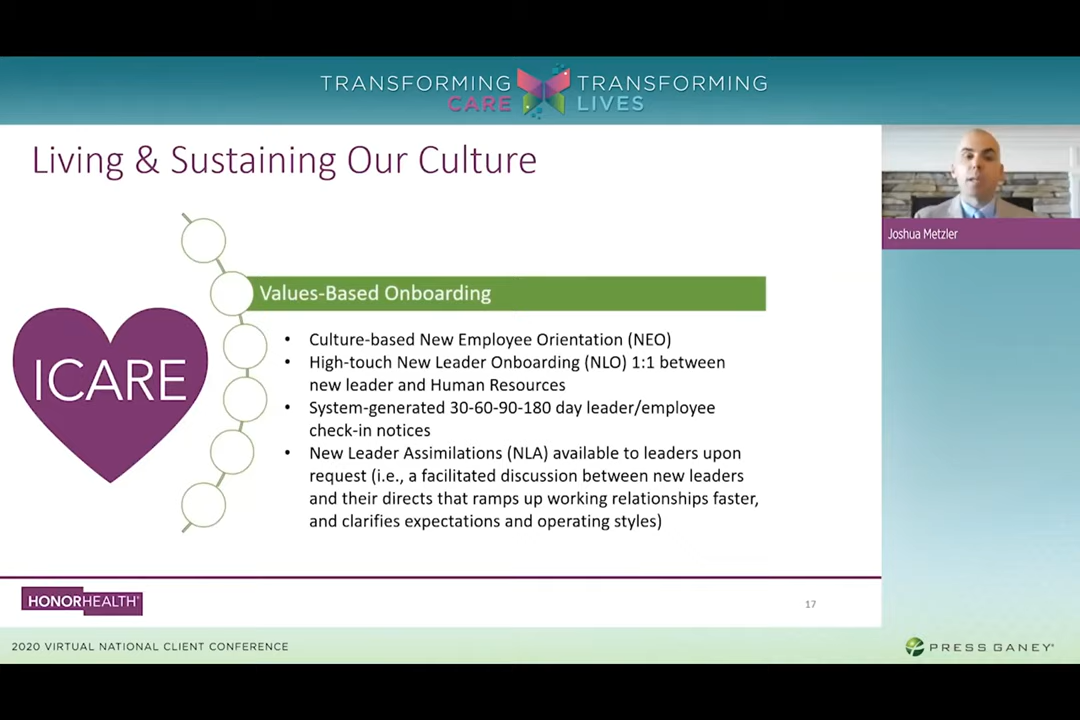 TRANSFORMING TRANSFORMING
CARE LIVES
Living & Sustaining Our Culture
Joshua Metzler
Values-Based Onboarding
ICARE
• Culture-based New Employee Orientation (NEO)
• High-touch New Leader Onboarding (NLO) 1:1 between
new leader and Human Resources
• System-generated 30-60-90-180 day leader/employee
check-in notices
• New Leader Assimilations (NLA) available to leaders upon
request (i.e., a facilitated discussion between new leaders
and their directs that ramps up working relationships faster,
and clarifies expectations and operating styles)
HONORHEALTH®
17
2020 VIRTUAL NATIONAL CLIENT CONFERENCE
PRESS GANEY®